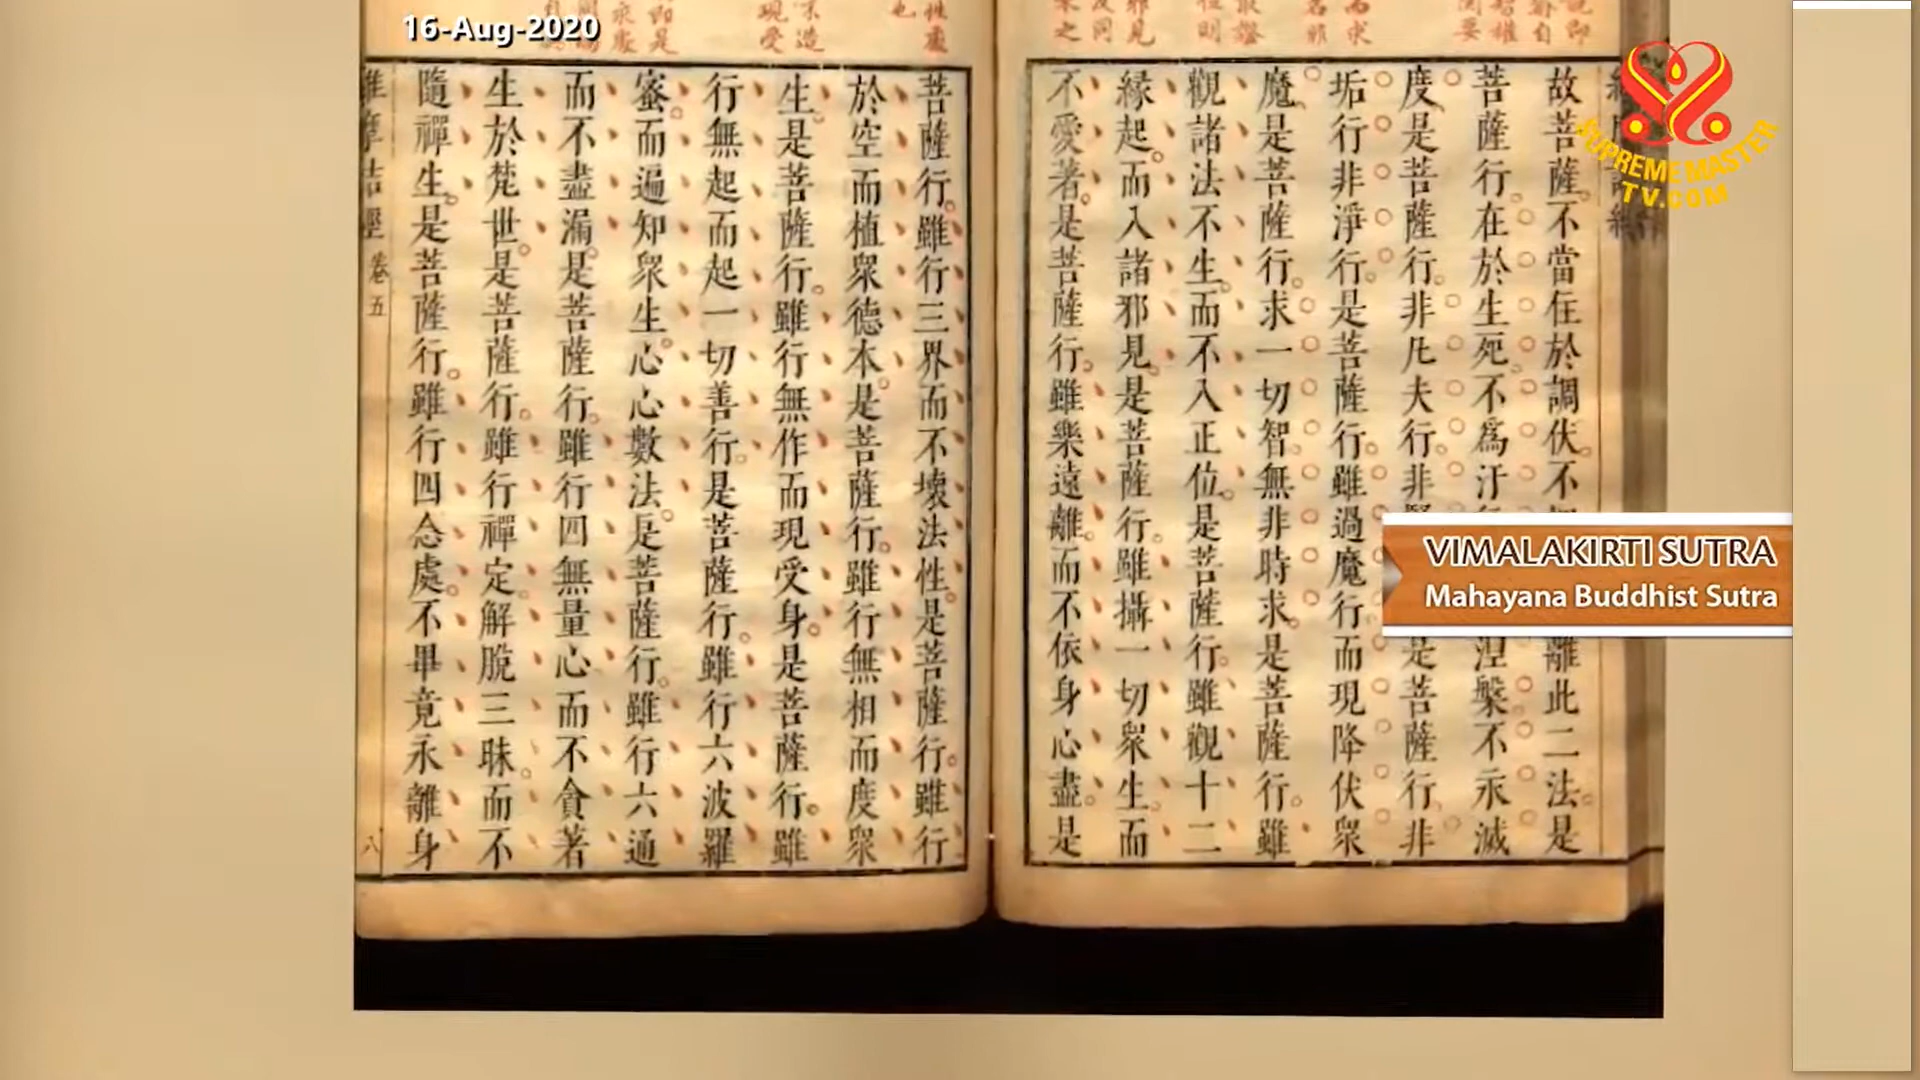 16-Aug-2020
SUPREME MASTER
TV.COM
故菩薩不當住於調伏不 離此二法是
菩薩行在於生死不爲汙 涅槃不永滅
度是菩薩行非凡夫行非 是菩薩行非
垢行非淨行是菩薩行雖過魔行而現降伏眾
魔是菩薩行求一切智無非時求是菩薩行雖
觀諸法不生而不入正位是菩薩行雖觀十二
緣起而入諸邪見是菩薩行雖攝一切眾生而
不愛著是菩薩行雖樂遠離而不依身心盡是
菩薩行雖行三界而不壞法性是菩薩行雖行
於空而植眾德本是菩薩行雖行無相而度眾
生是菩薩行雖行無作而現受身是菩薩行雖
行無起而起一切善行是菩薩行雖行六波羅
蜜而遍知眾生心心數法是菩薩行雖行六通
而不盡漏是菩薩行雖行四無量心而不貪著
生於梵世是菩薩行雖行禪定解脫三昧而不
隨禪生是菩薩行雖行四念處不畢竟永離身
維摩詰經 卷五 八
VIMALAKIRTI SUTRA
Mahayana Buddhist Sutra